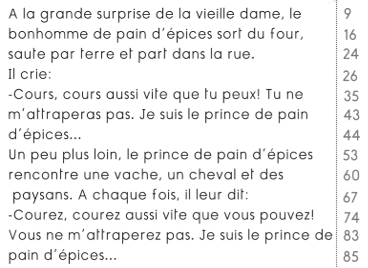 A la grande surprise de la vieille dame, le 9
bonhomme de pain d'épices sort du four, 16
saute par terre et part dans la rue. 24
Il crie: 26
-Cours, cours aussi vite que tu peux! Tu ne 35
m'attraperas pas. Je suis le prince de pain 43
d'épices... 44
Un peu plus loin, le prince de pain d'épices 53
rencontre une vache, un cheval et des 60
paysans. A chaque fois, il leur dit: 67
-Courez, courez aussi vite que vous pouvez! 74
Vous ne m'attraperez pas. Je suis le prince de 83
pain d'épices... 85